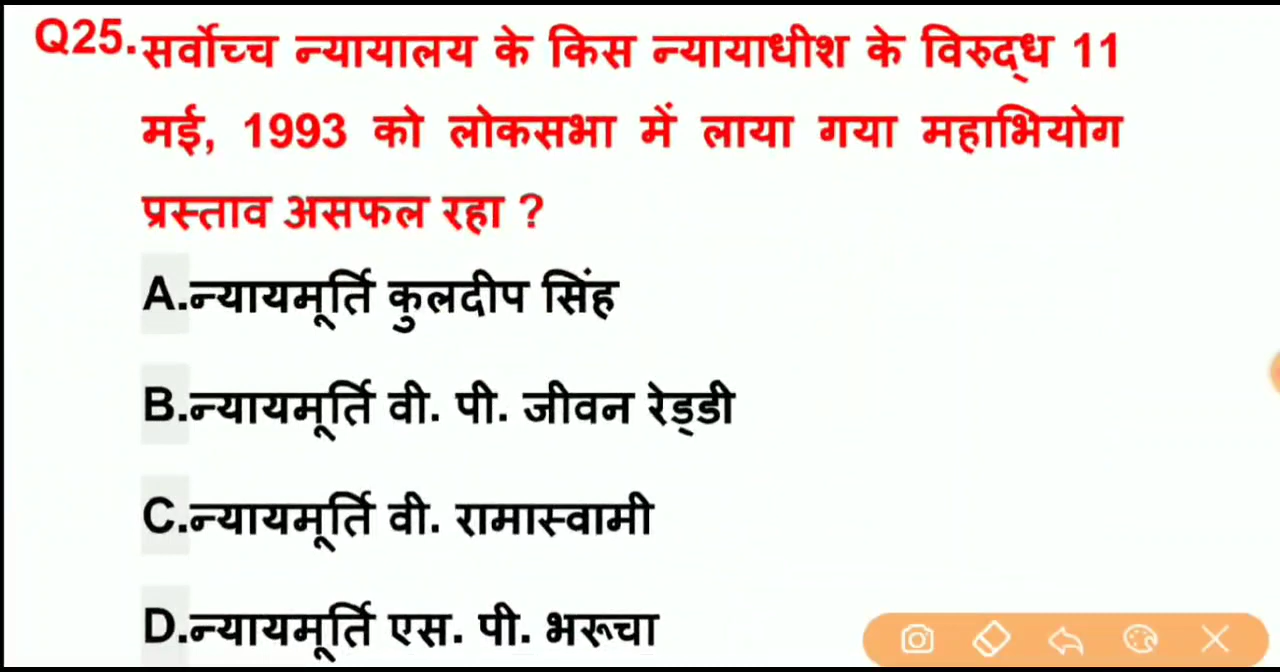 Q25. सर्वोच्च न्यायालय के किस न्यायाधीश के विरुद्ध 11
मई, 1993 को लोकसभा में लाया गया महाभियोग
प्रस्ताव असफल रहा ?
A.न्यायमूर्ति कुलदीप सिंह
B.न्यायमूर्ति वी. पी. जीवन रेड्डी
C.न्यायमूर्ति वी. रामास्वामी
D.न्यायमूर्ति एस. पी. भरूचा